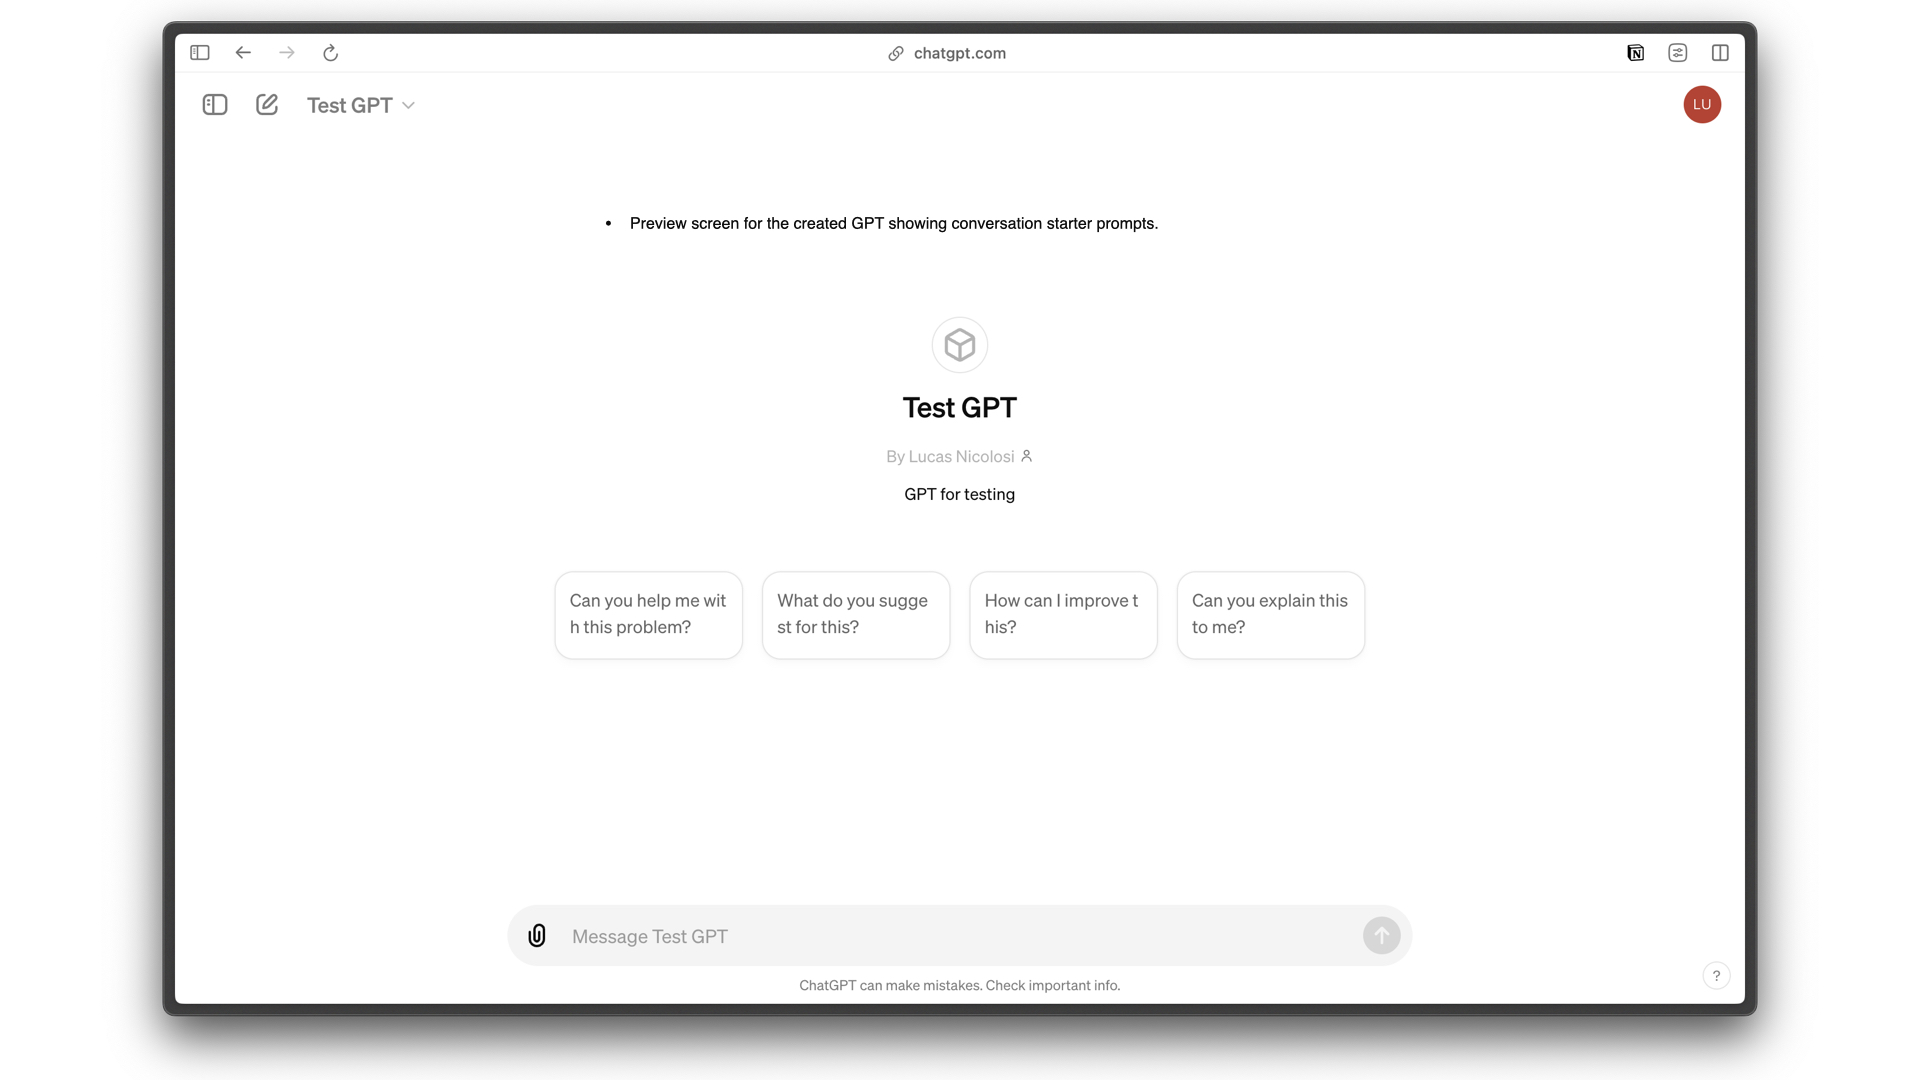 chatgpt.com
Test GPT
LU
• Preview screen for the created GPT showing conversation starter prompts.
Test GPT
By Lucas Nicolosi
GPT for testing
Can you help me wit
h this problem?
What do you sugge
st for this?
How can I improve t
his?
Can you explain this
to me?
Message Test GPT
ChatGPT can make mistakes. Check important info.
?